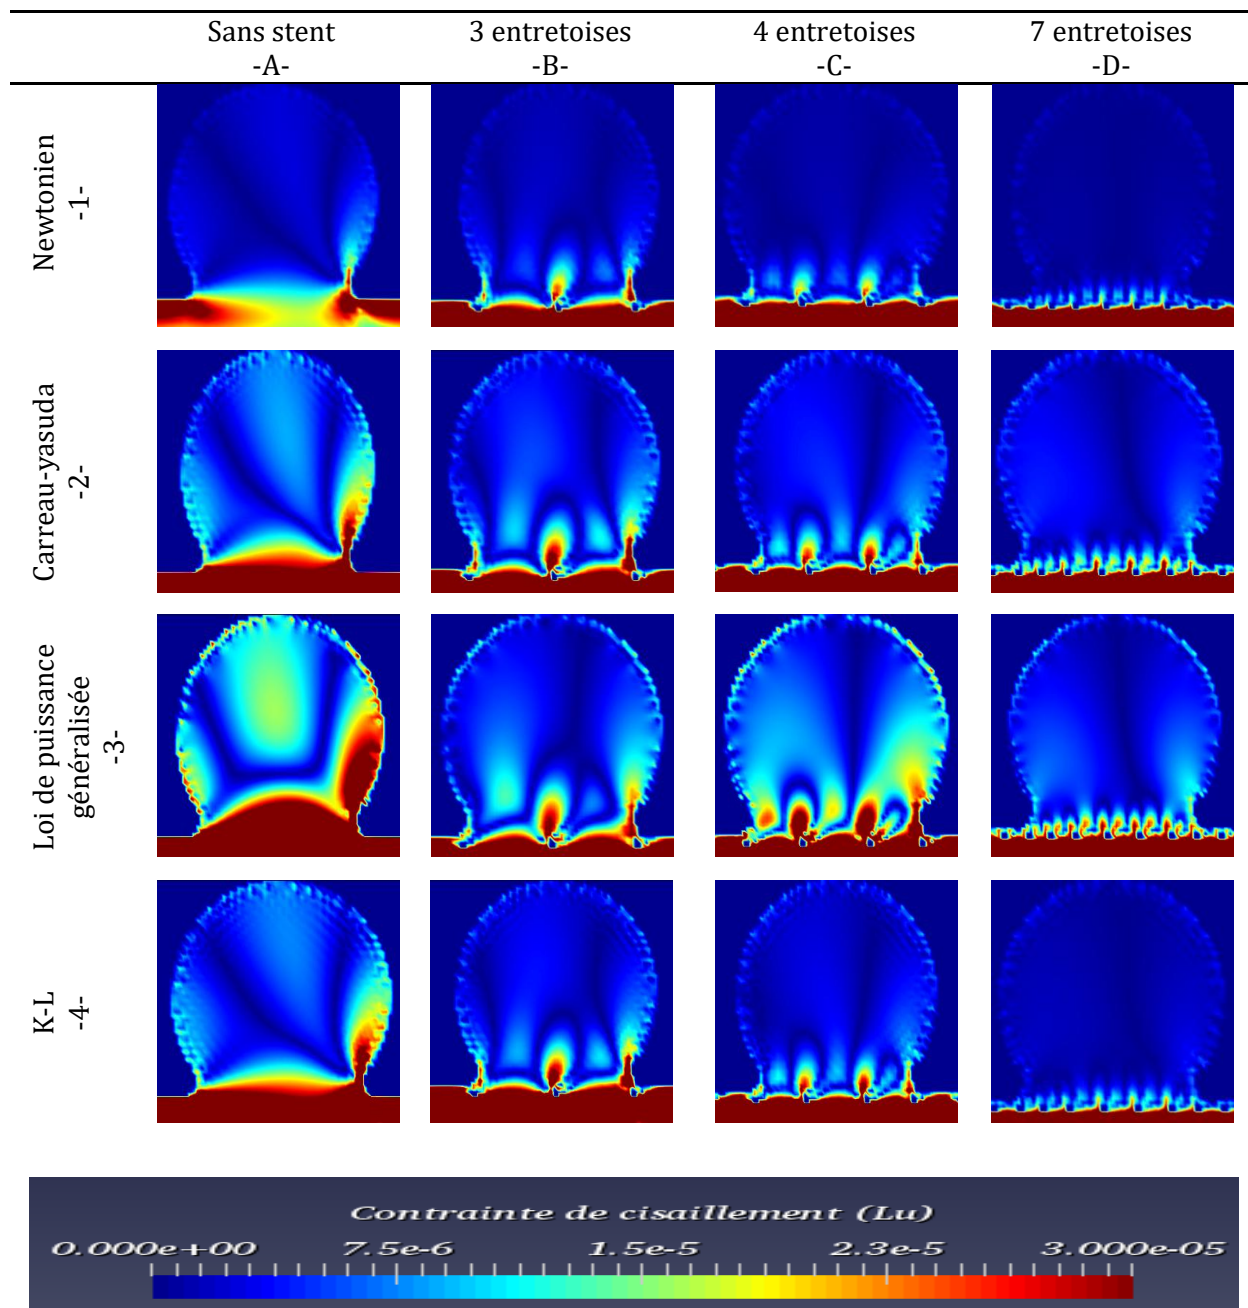 Sans stent
-A-
3 entretoises
-B-
4 entretoises
-C-
7 entretoises
-D-
Newtonien
-1-
Carreau-yasuda
-2-
Loi de puissance
généralisée
-3-
K-L
-4-
Contrainte de cisaillement (Lu)
0.000e+00 7.5e-6 1.5e-5 2.3e-5 3.000e-05